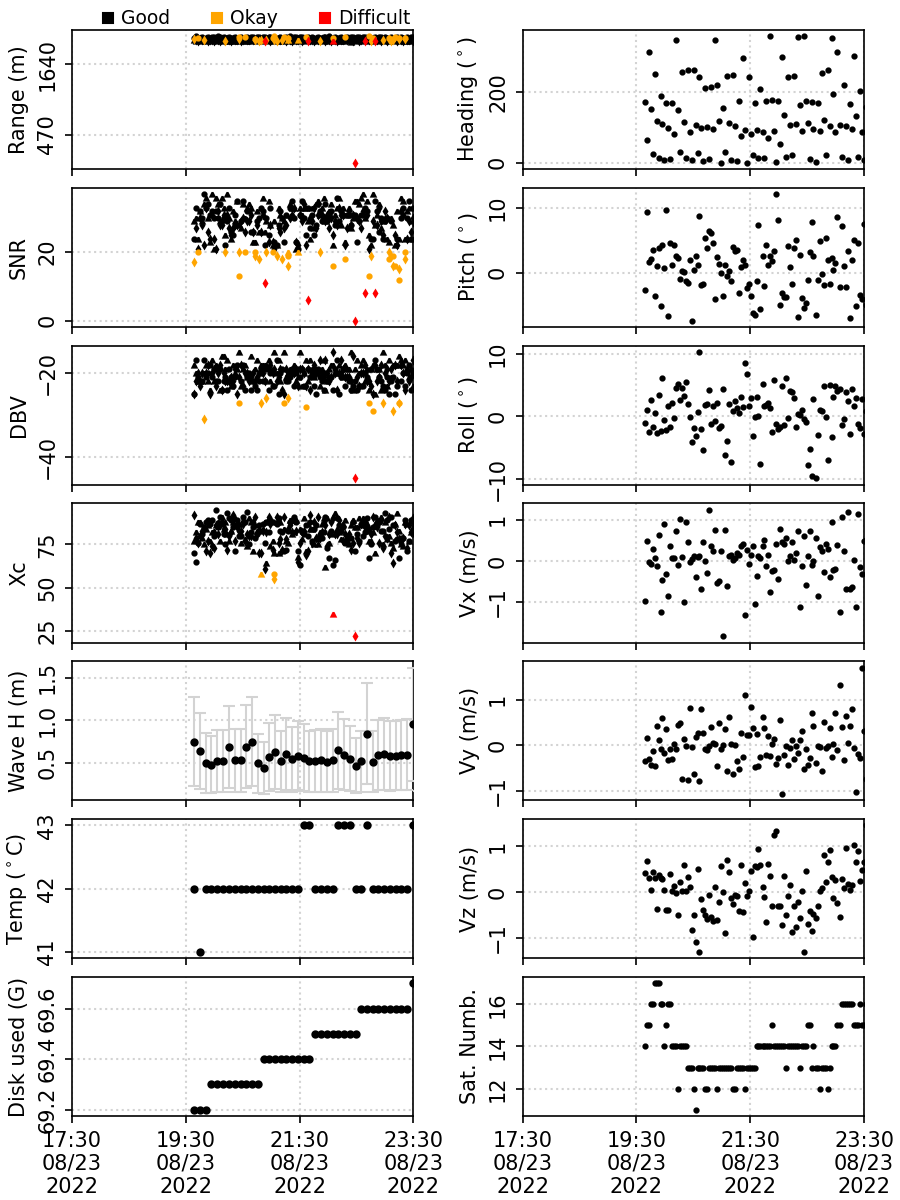 Good Okay Difficult
Range (m)
1640
470
Heading (°)
200
0
SNR
20
0
Pitch (°)
10
0
DBV
−20
−40
Roll (°)
10
0
−10
Xc
75
50
25
Vx (m/s)
1
0
−1
Wave H (m)
1.5
1.0
0.5
Vy (m/s)
1
0
−1
Temp (°C)
43
42
41
Vz (m/s)
1
0
−1
Disk used (G)
69.6
69.4
69.2
Sat. Numb.
16
14
12
17:30 19:30 21:30 23:30 17:30 19:30 21:30 23:30
08/23 08/23 08/23 08/23 08/23 08/23 08/23 08/23
2022 2022 2022 2022 2022 2022 2022 2022